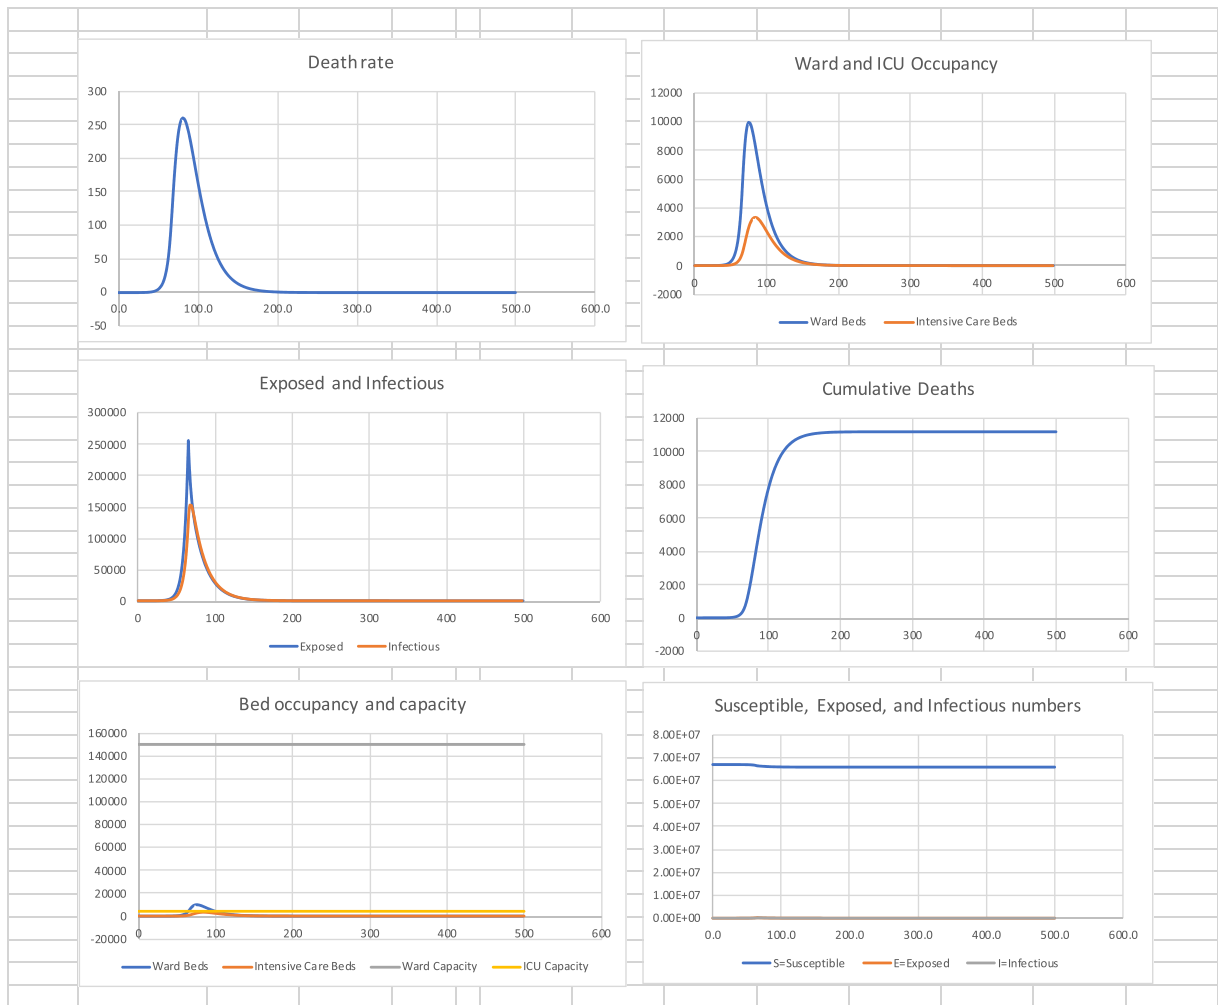 Death rate
300
250
200
150
100
50
0
-50
0.0 100.0 200.0 300.0 400.0 500.0 600.0
Ward and ICU Occupancy
12000
10000
8000
6000
4000
2000
0
-2000
0 100 200 300 400 500 600
Ward Beds Intensive Care Beds
Exposed and Infectious
300000
250000
200000
150000
100000
50000
0
0 100 200 300 400 500 600
Exposed Infectious
Cumulative Deaths
12000
10000
8000
6000
4000
2000
0
-2000
0 100 200 300 400 500 600
Bed occupancy and capacity
160000
140000
120000
100000
80000
60000
40000
20000
0
-20000
0 100 200 300 400 500 600
Ward Beds Intensive Care Beds Ward Capacity ICU Capacity
Susceptible, Exposed, and Infectious numbers
8.00E+07
7.00E+07
6.00E+07
5.00E+07
4.00E+07
3.00E+07
2.00E+07
1.00E+07
0.00E+00
0.0 100.0 200.0 300.0 400.0 500.0 600.0
S=Susceptible E=Exposed I=Infectious